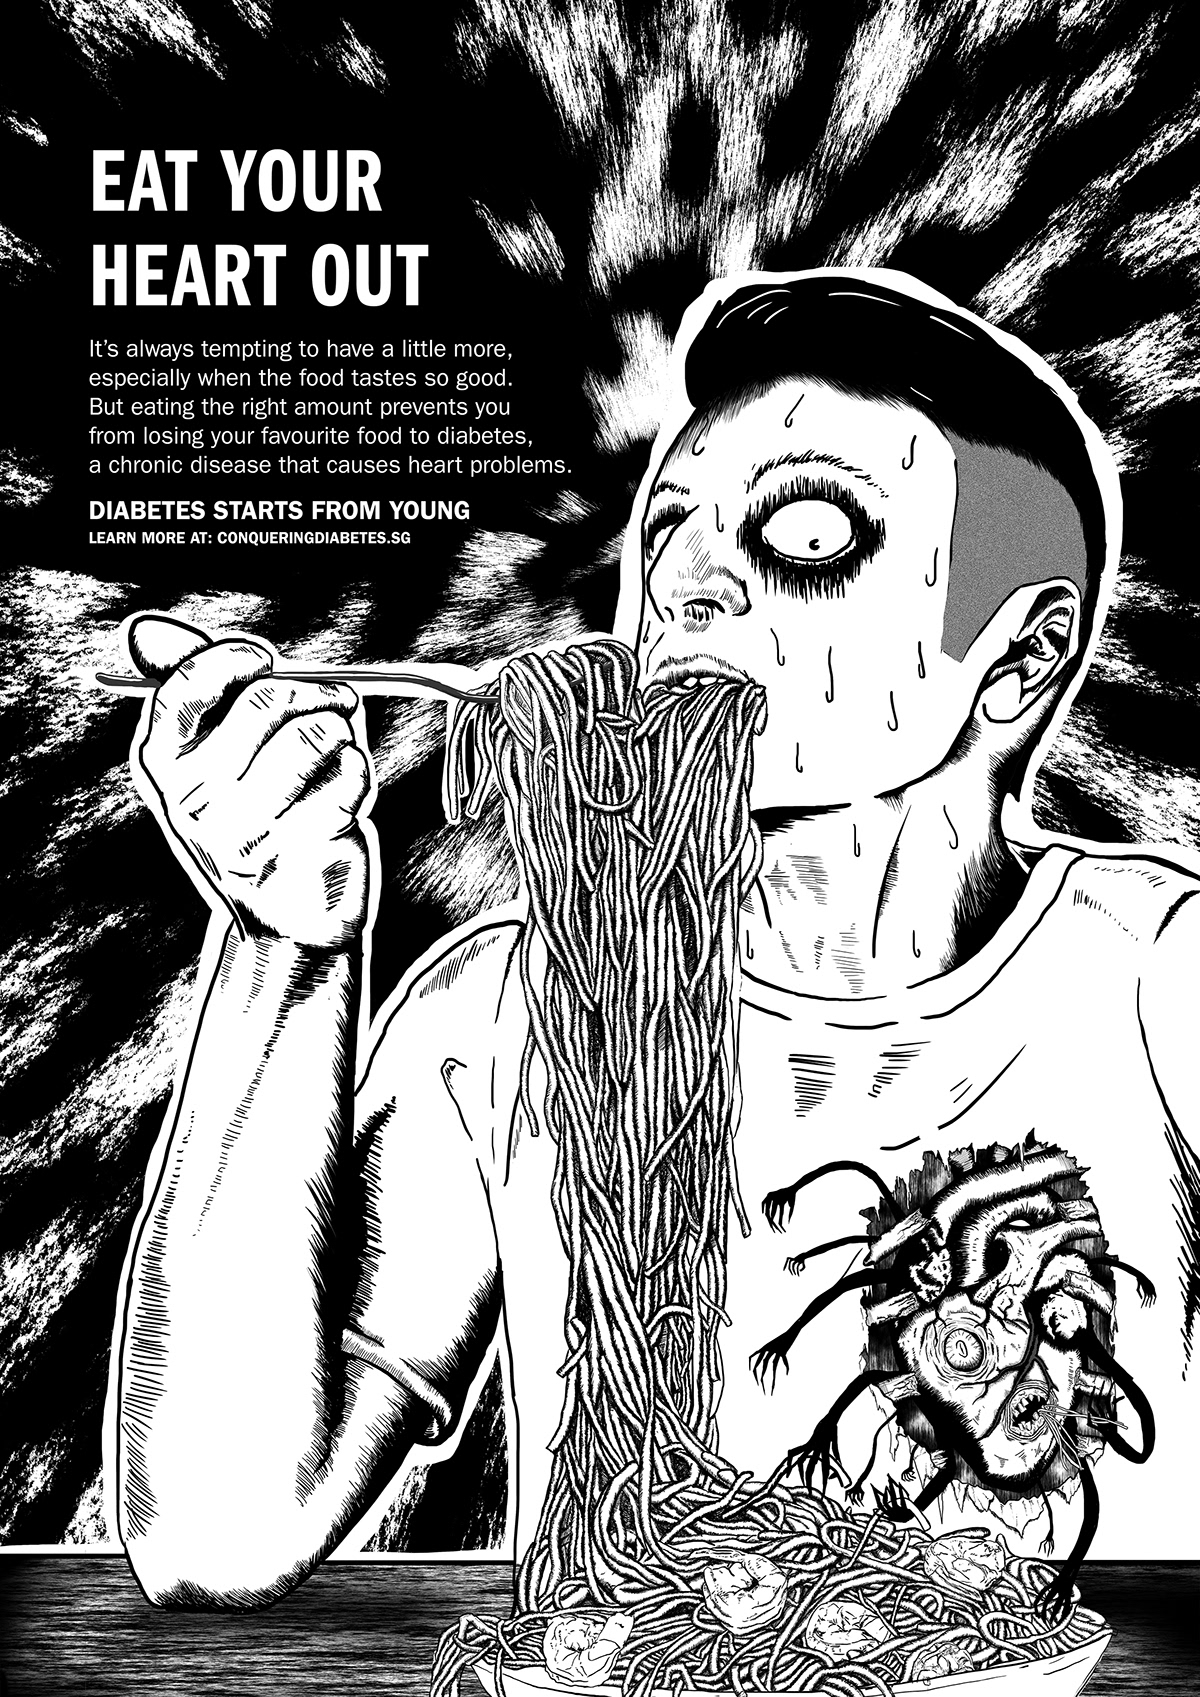 EAT YOUR
HEART OUT
It’s always tempting to have a little more,
especially when the food tastes so good.
But eating the right amount prevents you
from losing your favourite food to diabetes,
a chronic disease that causes heart problems.
DIABETES STARTS FROM YOUNG
LEARN MORE AT: CONQUERINGDIABETES.SG